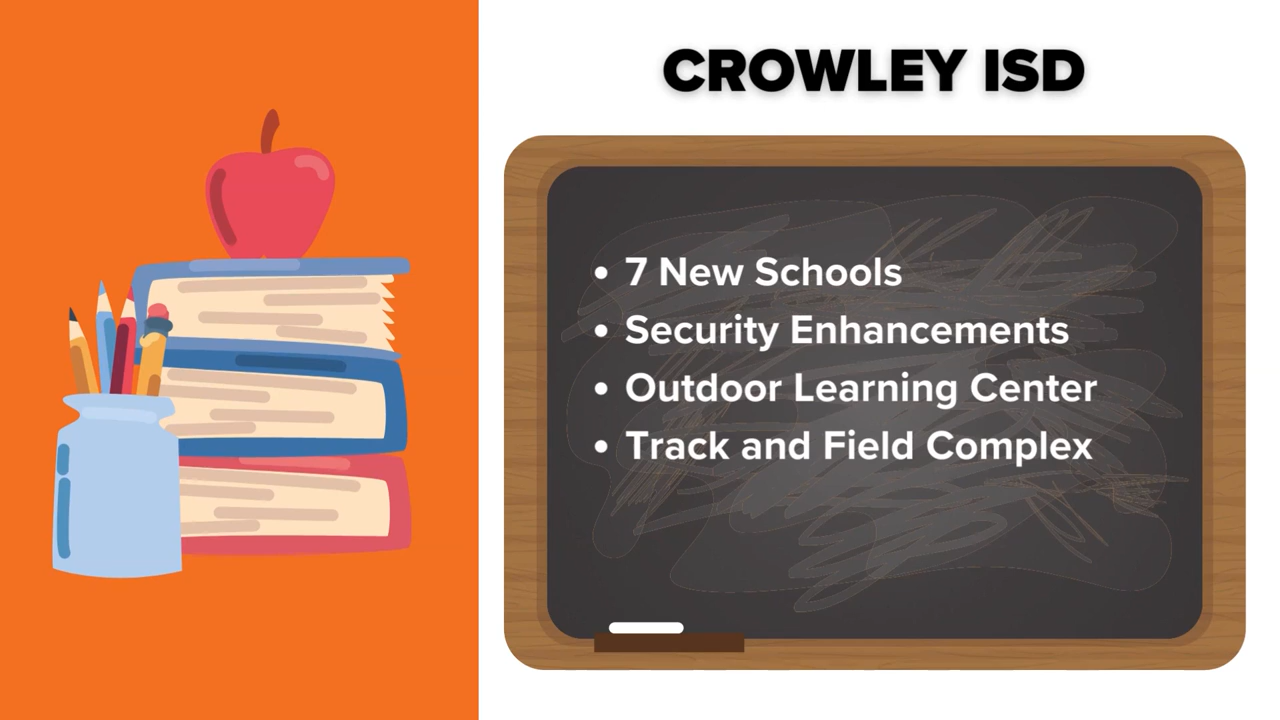 CROWLEY ISD
• 7 New Schools
• Security Enhancements
• Outdoor Learning Center
• Track and Field Complex